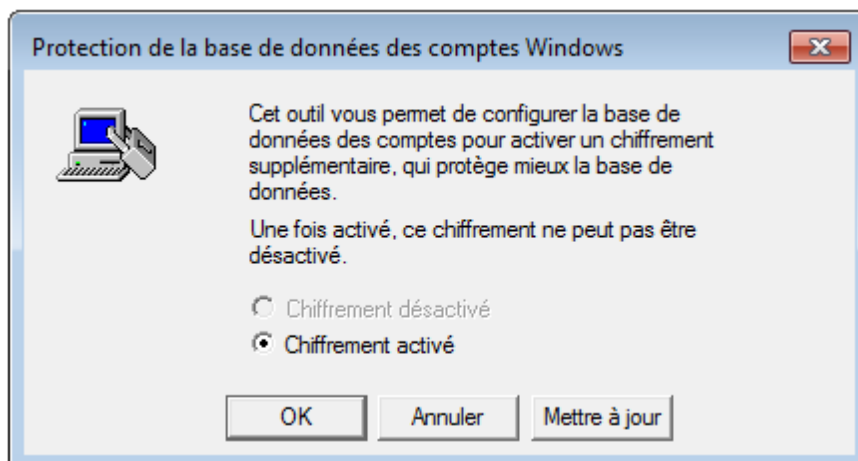 Protection de la base de données des comptes Windows
Cet outil vous permet de configurer la base de
données des comptes pour activer un chiffrement
supplémentaire, qui protège mieux la base de
données.
Une fois activé, ce chiffrement ne peut pas être
désactivé.
Chiffrement désactivé
Chiffrement activé
OK
Annuler
Mettre à jour